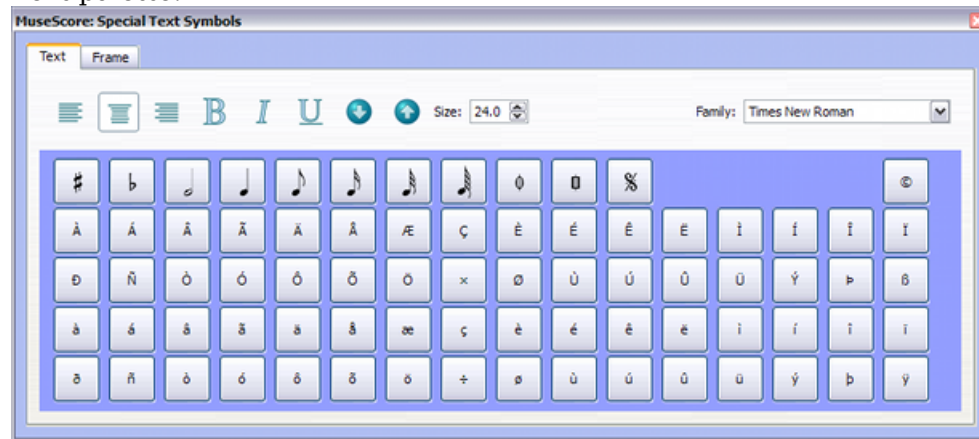 MuseScore: Special Text Symbols
Text Frame
B I U Size: 24.0 Family: Times New Roman
♯ ♭ 𝅗𝅥 𝅘𝅥 𝅘𝅥𝅮 𝅘𝅥𝅯 𝅘𝅥𝅰 𝅘𝅥𝅱 𝄋 ©
À Á Â Ã Ä Å Æ Ç È É Ê Ë Ì Í Î Ï
Ð Ñ Ò Ó Ô Õ Ö × Ø Ù Ú Û Ü Ý Þ ß
à á â ã ä å æ ç è é ê ë ì í î ï
ð ñ ò ó ô õ ö ÷ ø ù ú û ü ý þ ÿ